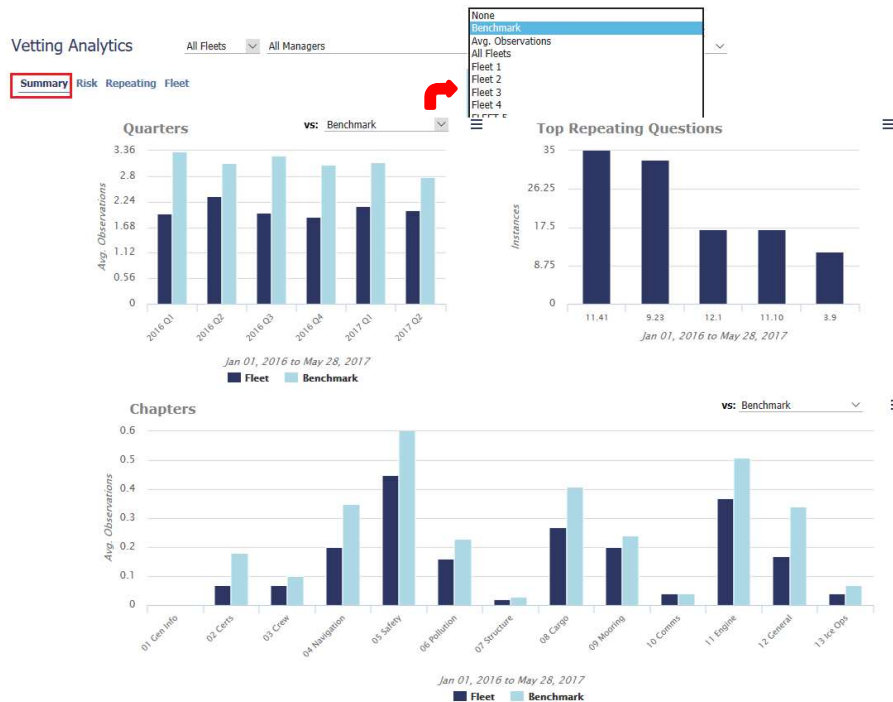 None
Benchmark
Avg. Observations
All Fleets
Fleet 1
Fleet 2
Fleet 3
Fleet 4
Vetting Analytics
All Fleets All Managers
Summary Risk Repeating Fleet
Quarters
vs: Benchmark
3.36
2.8
2.24
1.68
1.12
0.56
0
Avg. Observations
2016 Q1 2016 Q2 2016 Q3 2016 Q4 2017 Q1 2017 Q2
Jan 01, 2016 to May 28, 2017
Fleet Benchmark
Top Repeating Questions
35
26.25
17.5
8.75
0
Instances
11.41 9.23 12.1 11.10 3.9
Jan 01, 2016 to May 28, 2017
Chapters
vs: Benchmark
0.6
0.5
0.4
0.3
0.2
0.1
0
Avg. Observations
01 Gen Info 02 Certs 03 Crew 04 Navigation 05 Safety 06 Pollution 07 Structure 08 Cargo 09 Mooring 10 Comms 11 Engine 12 General 13 Ice Ops
Jan 01, 2016 to May 28, 2017
Fleet Benchmark